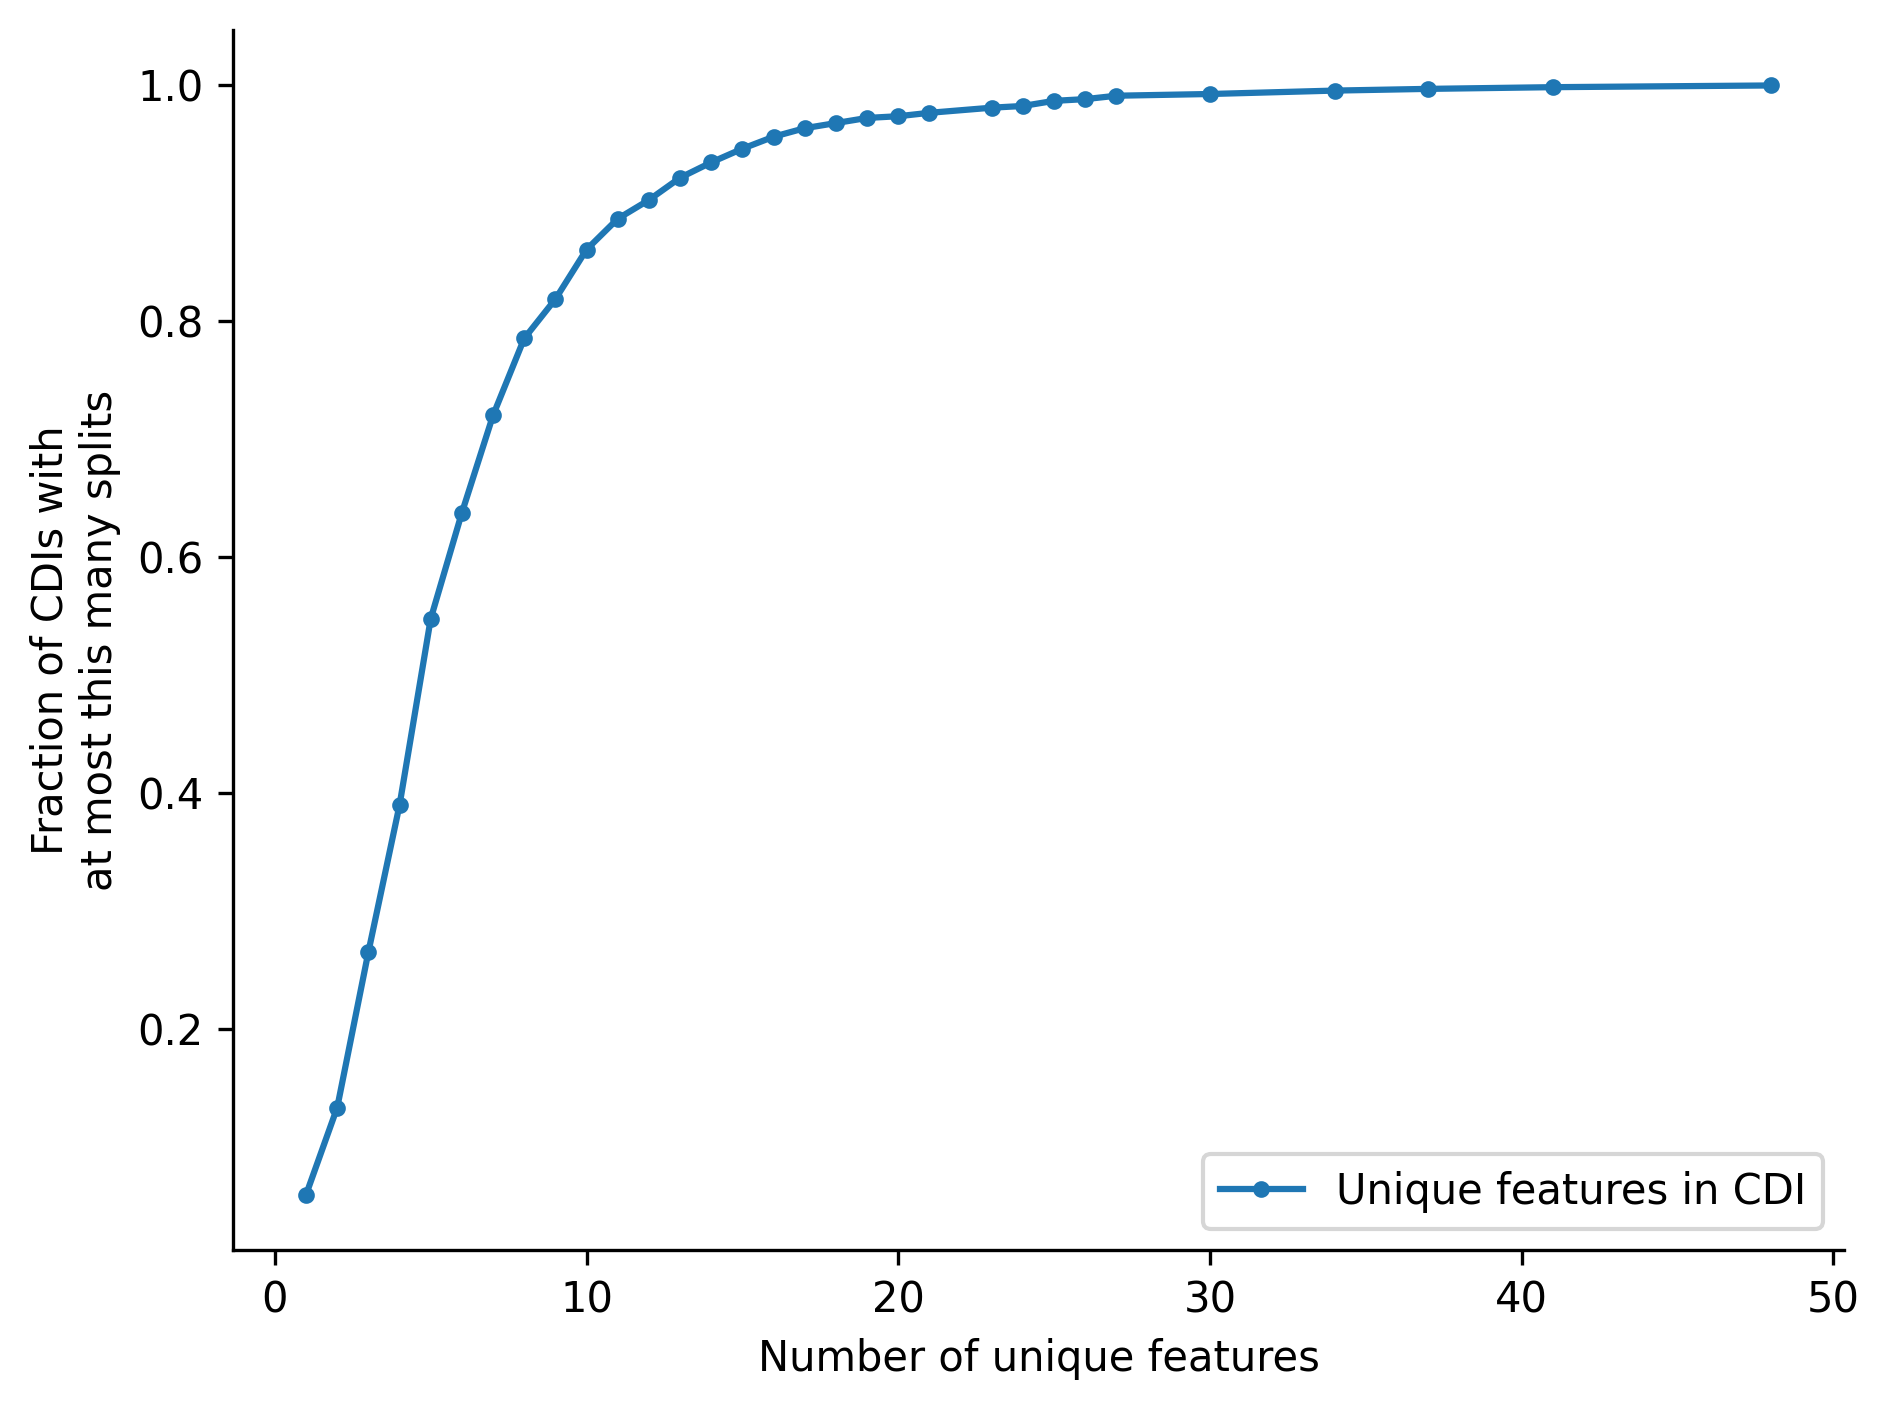 1.0
0.8
0.6
0.4
0.2
Fraction of CDIs with
at most this many splits
Unique features in CDI
0 10 20 30 40 50
Number of unique features